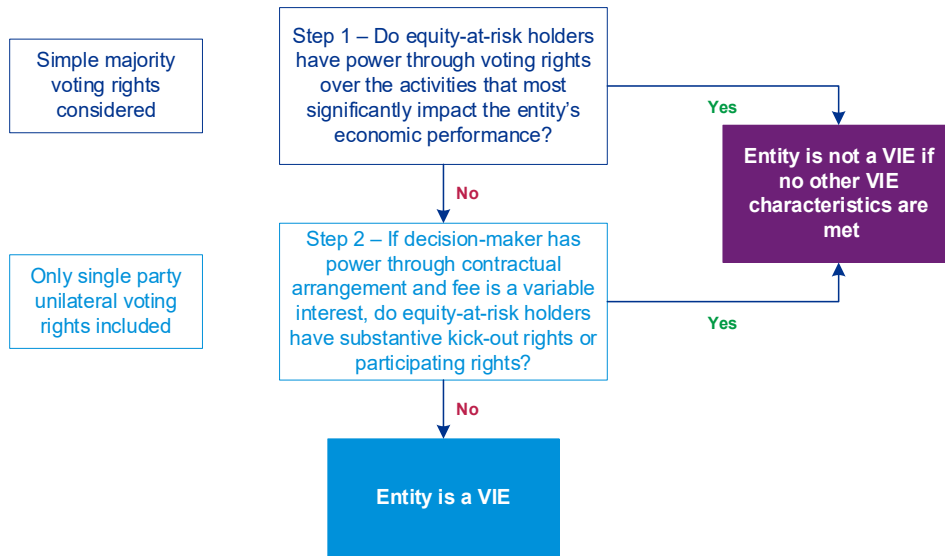 Simple majority
voting rights
considered
Step 1 – Do equity-at-risk holders
have power through voting rights
over the activities that most
significantly impact the entity’s
economic performance?
Yes
Entity is not a VIE if
no other VIE
characteristics are
met
No
Only single party
unilateral voting
rights included
Step 2 – If decision-maker has
power through contractual
arrangement and fee is a variable
interest, do equity-at-risk holders
have substantive kick-out rights or
participating rights?
Yes
No
Entity is a VIE